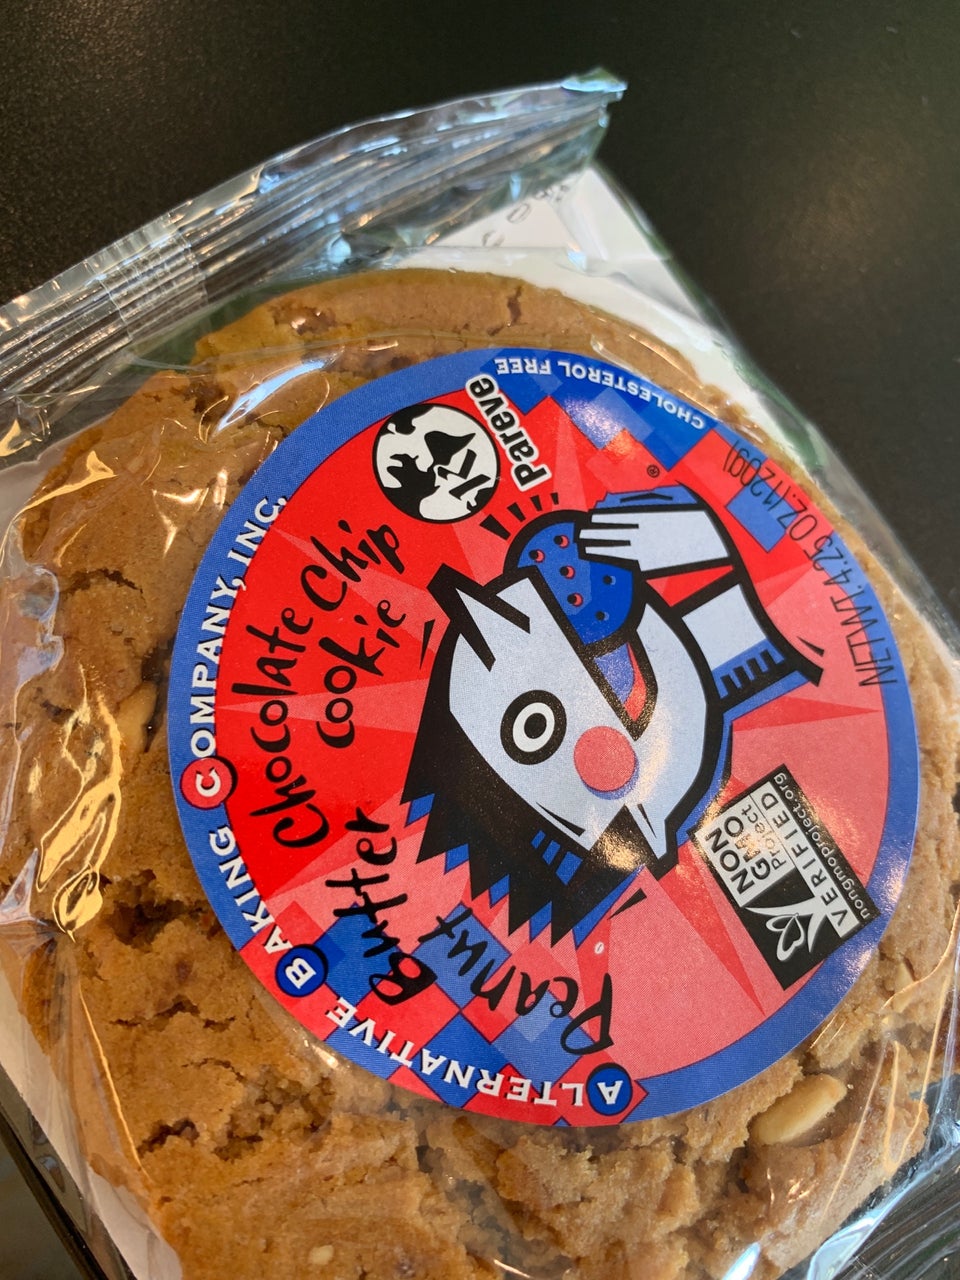 ALTERNATIVE BAKING COMPANY, INC.
Peanut Butter
Chocolate Chip
Cookie
K
Pareve
CHOLESTEROL FREE
®
NET WT. 4.25 OZ. (120g)
NON
GMO
Project
VERIFIED
nongmoproject.org